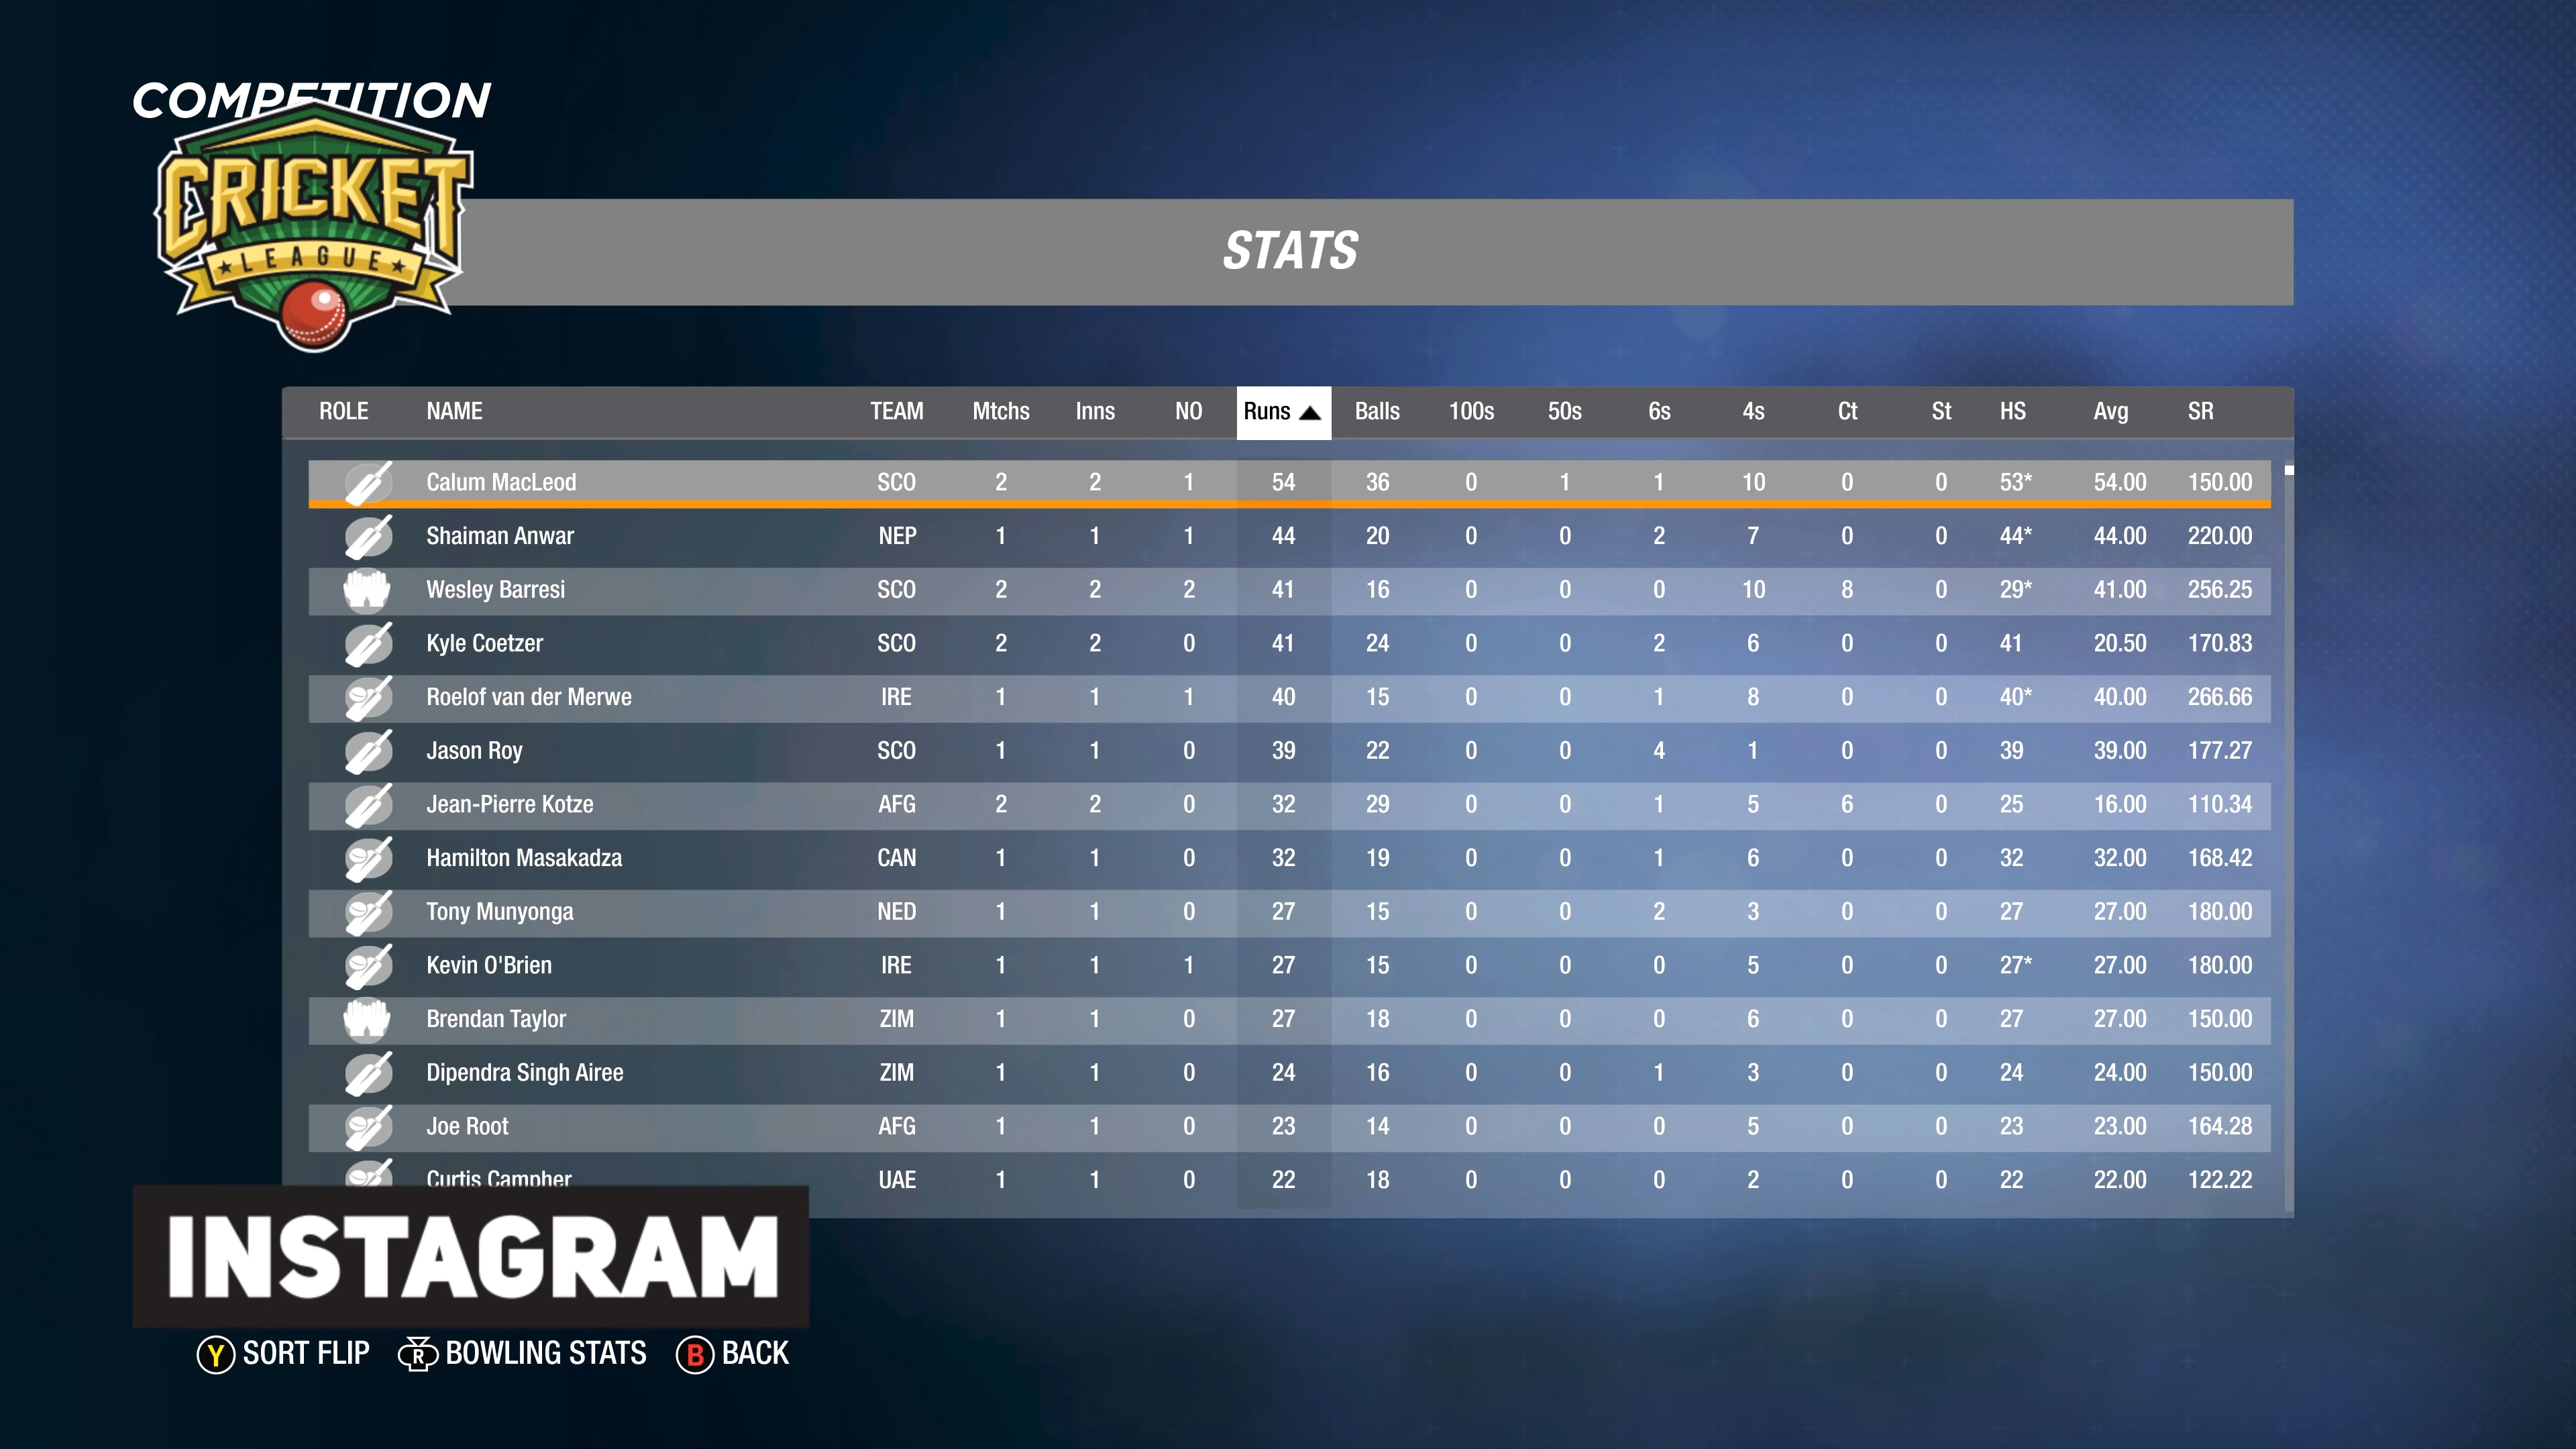 COMPETITION
CRICKET
LEAGUE
STATS
ROLE NAME TEAM Mtchs Inns NO Runs Balls 100s 50s 6s 4s Ct St HS Avg SR
Calum MacLeod SCO 2 2 1 54 36 0 1 1 10 0 0 53* 54.00 150.00
Shaiman Anwar NEP 1 1 1 44 20 0 0 2 7 0 0 44* 44.00 220.00
Wesley Barresi SCO 2 2 2 41 16 0 0 0 10 8 0 29* 41.00 256.25
Kyle Coetzer SCO 2 2 0 41 24 0 0 2 6 0 0 41 20.50 170.83
Roelof van der Merwe IRE 1 1 1 40 15 0 0 1 8 0 0 40* 40.00 266.66
Jason Roy SCO 1 1 0 39 22 0 0 4 1 0 0 39 39.00 177.27
Jean-Pierre Kotze AFG 2 2 0 32 29 0 0 1 5 6 0 25 16.00 110.34
Hamilton Masakadza CAN 1 1 0 32 19 0 0 1 6 0 0 32 32.00 168.42
Tony Munyonga NED 1 1 0 27 15 0 0 2 3 0 0 27 27.00 180.00
Kevin O'Brien IRE 1 1 1 27 15 0 0 0 5 0 0 27* 27.00 180.00
Brendan Taylor ZIM 1 1 0 27 18 0 0 0 6 0 0 27 27.00 150.00
Dipendra Singh Airee ZIM 1 1 0 24 16 0 0 1 3 0 0 24 24.00 150.00
Joe Root AFG 1 1 0 23 14 0 0 0 5 0 0 23 23.00 164.28
Curtis Campher UAE 1 1 0 22 18 0 0 0 2 0 0 22 22.00 122.22
INSTAGRAM
Y SORT FLIP R BOWLING STATS B BACK